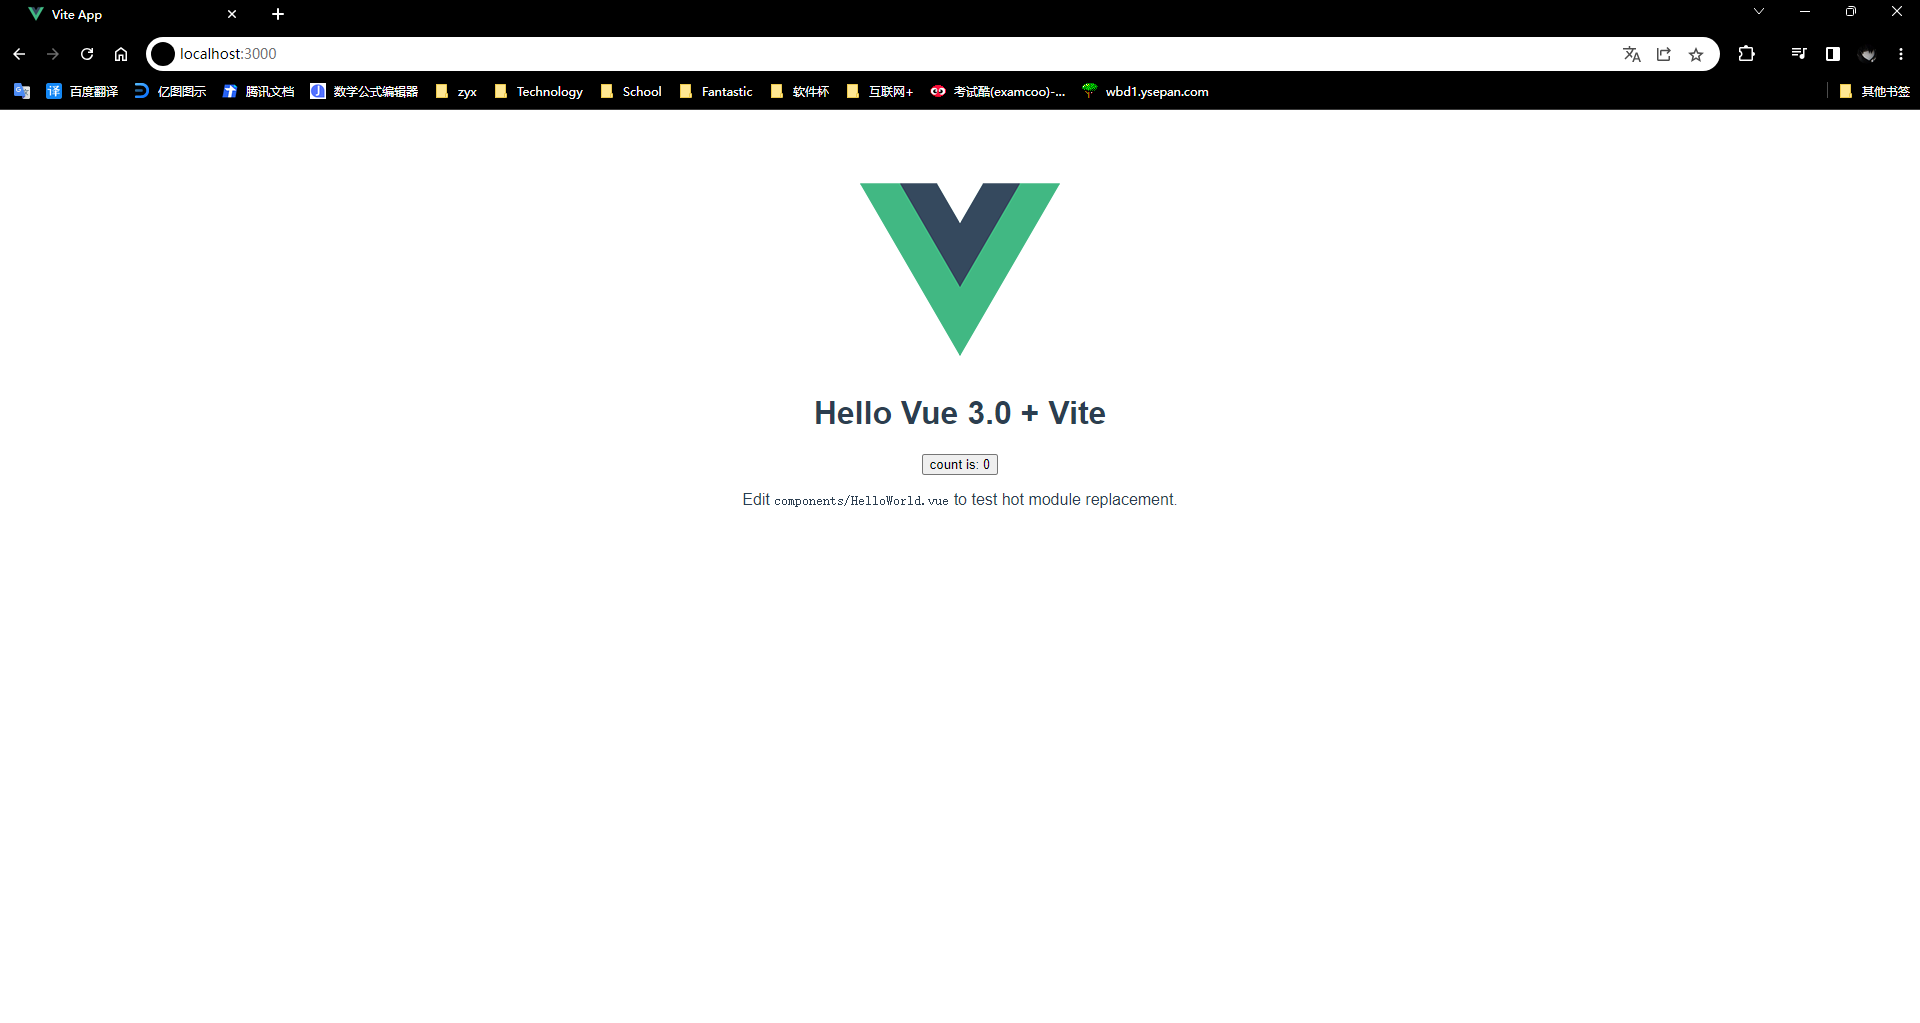 Vite App
localhost:3000
译 百度翻译 亿图图示 腾讯文档 数学公式编辑器 zyx Technology School Fantastic 软件杯 互联网+ 考试酷(examcoo)-... wbd1.ysepan.com 其他书签
Hello Vue 3.0 + Vite
count is: 0
Edit components/HelloWorld.vue to test hot module replacement.